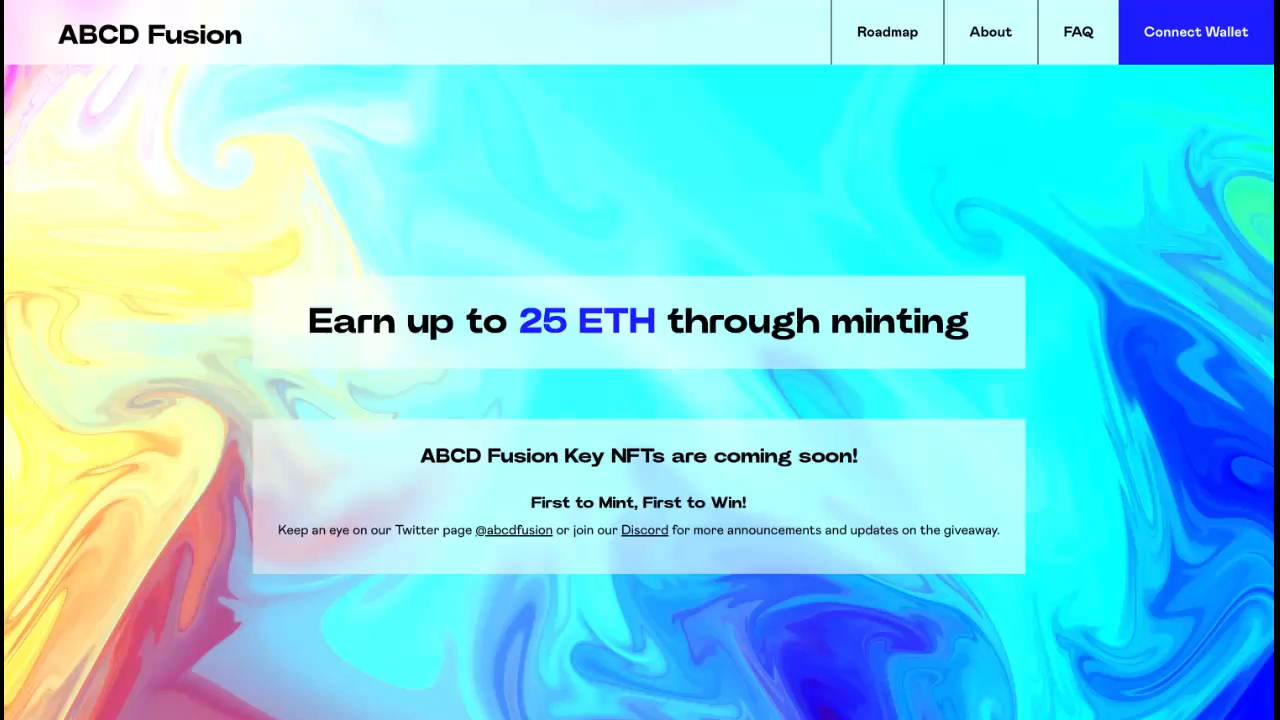 ABCD Fusion
Roadmap
About
FAQ
Connect Wallet
Earn up to 25 ETH through minting
ABCD Fusion Key NFTs are coming soon!
First to Mint, First to Win!
Keep an eye on our Twitter page @abcdfusion or join our Discord for more announcements and updates on the giveaway.